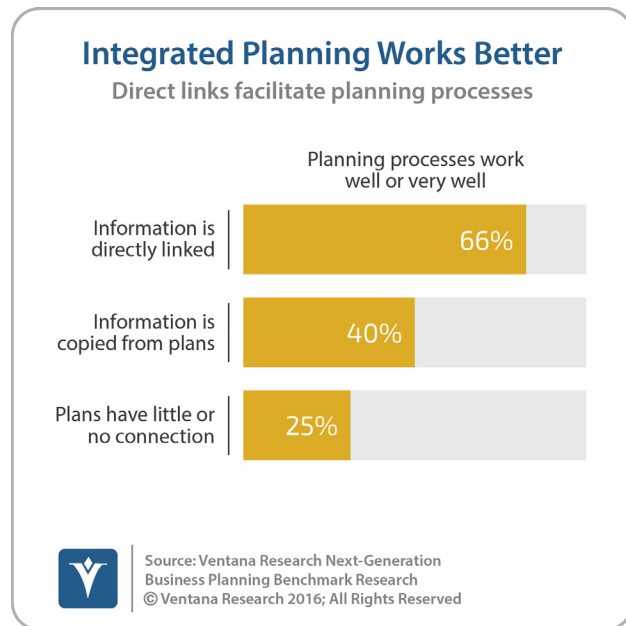 Integrated Planning Works Better
Direct links facilitate planning processes
Planning processes work
well or very well
Information is
directly linked
66%
Information is
copied from plans
40%
Plans have little or
no connection
25%
Source: Ventana Research Next-Generation
Business Planning Benchmark Research
© Ventana Research 2016; All Rights Reserved